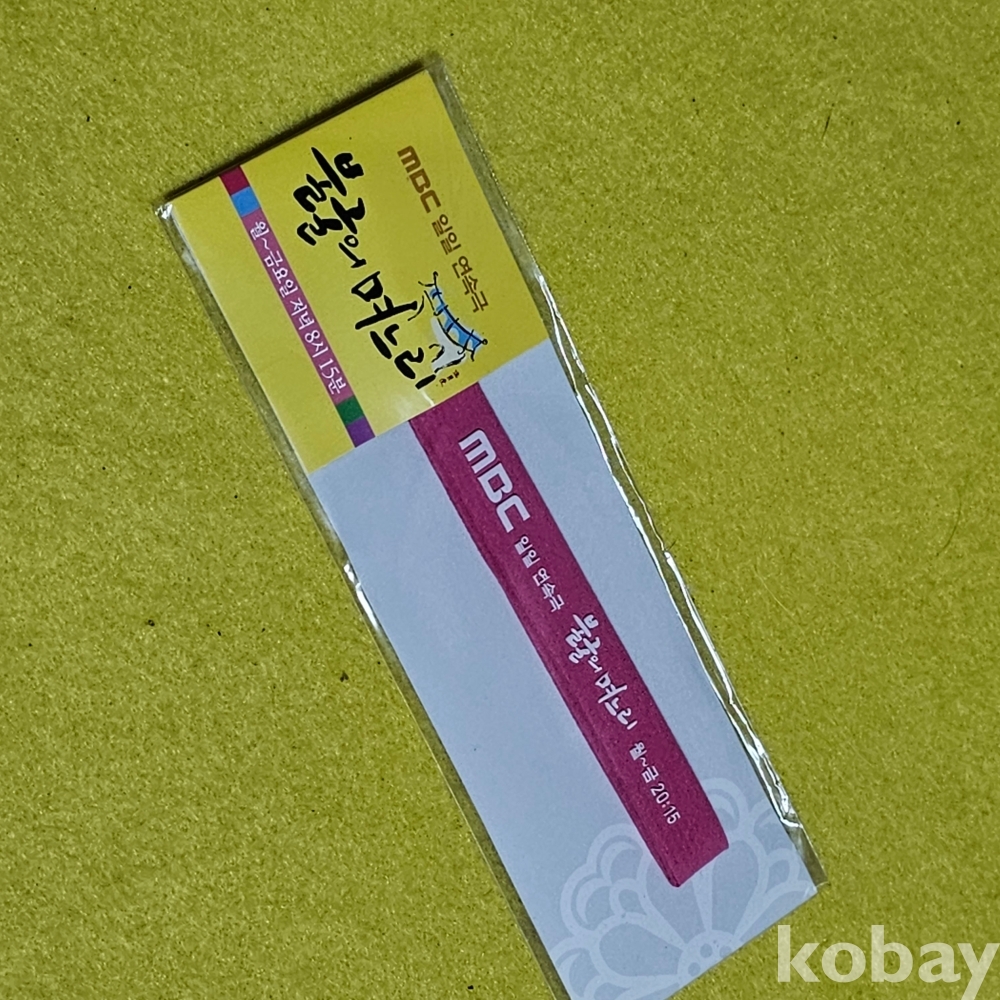 MBC 일일 연속극
불굴의 며느리
월~금요일 저녁 8시 15분
MBC 일일 연속극 불굴의 며느리 월~금 20:15
kobay